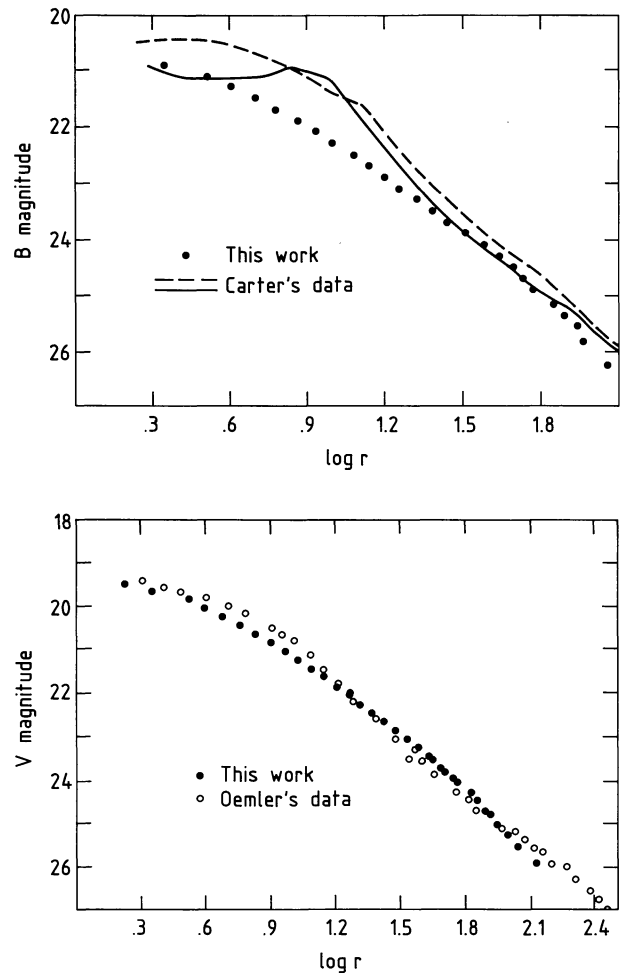 20
22
24
26
B magnitude
This work
Carter's data
.3 .6 .9 1.2 1.5 1.8
log r
18
20
22
24
26
V magnitude
This work
Oemler's data
.3 .6 .9 1.2 1.5 1.8 2.1 2.4
log r